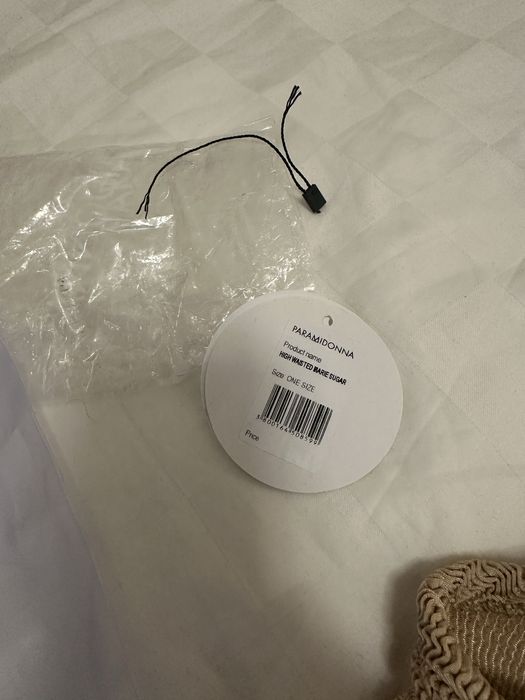 PARAMIDONNA
Product name
HIGH WAISTED MARIE SUGAR
Size ONE SIZE
Price